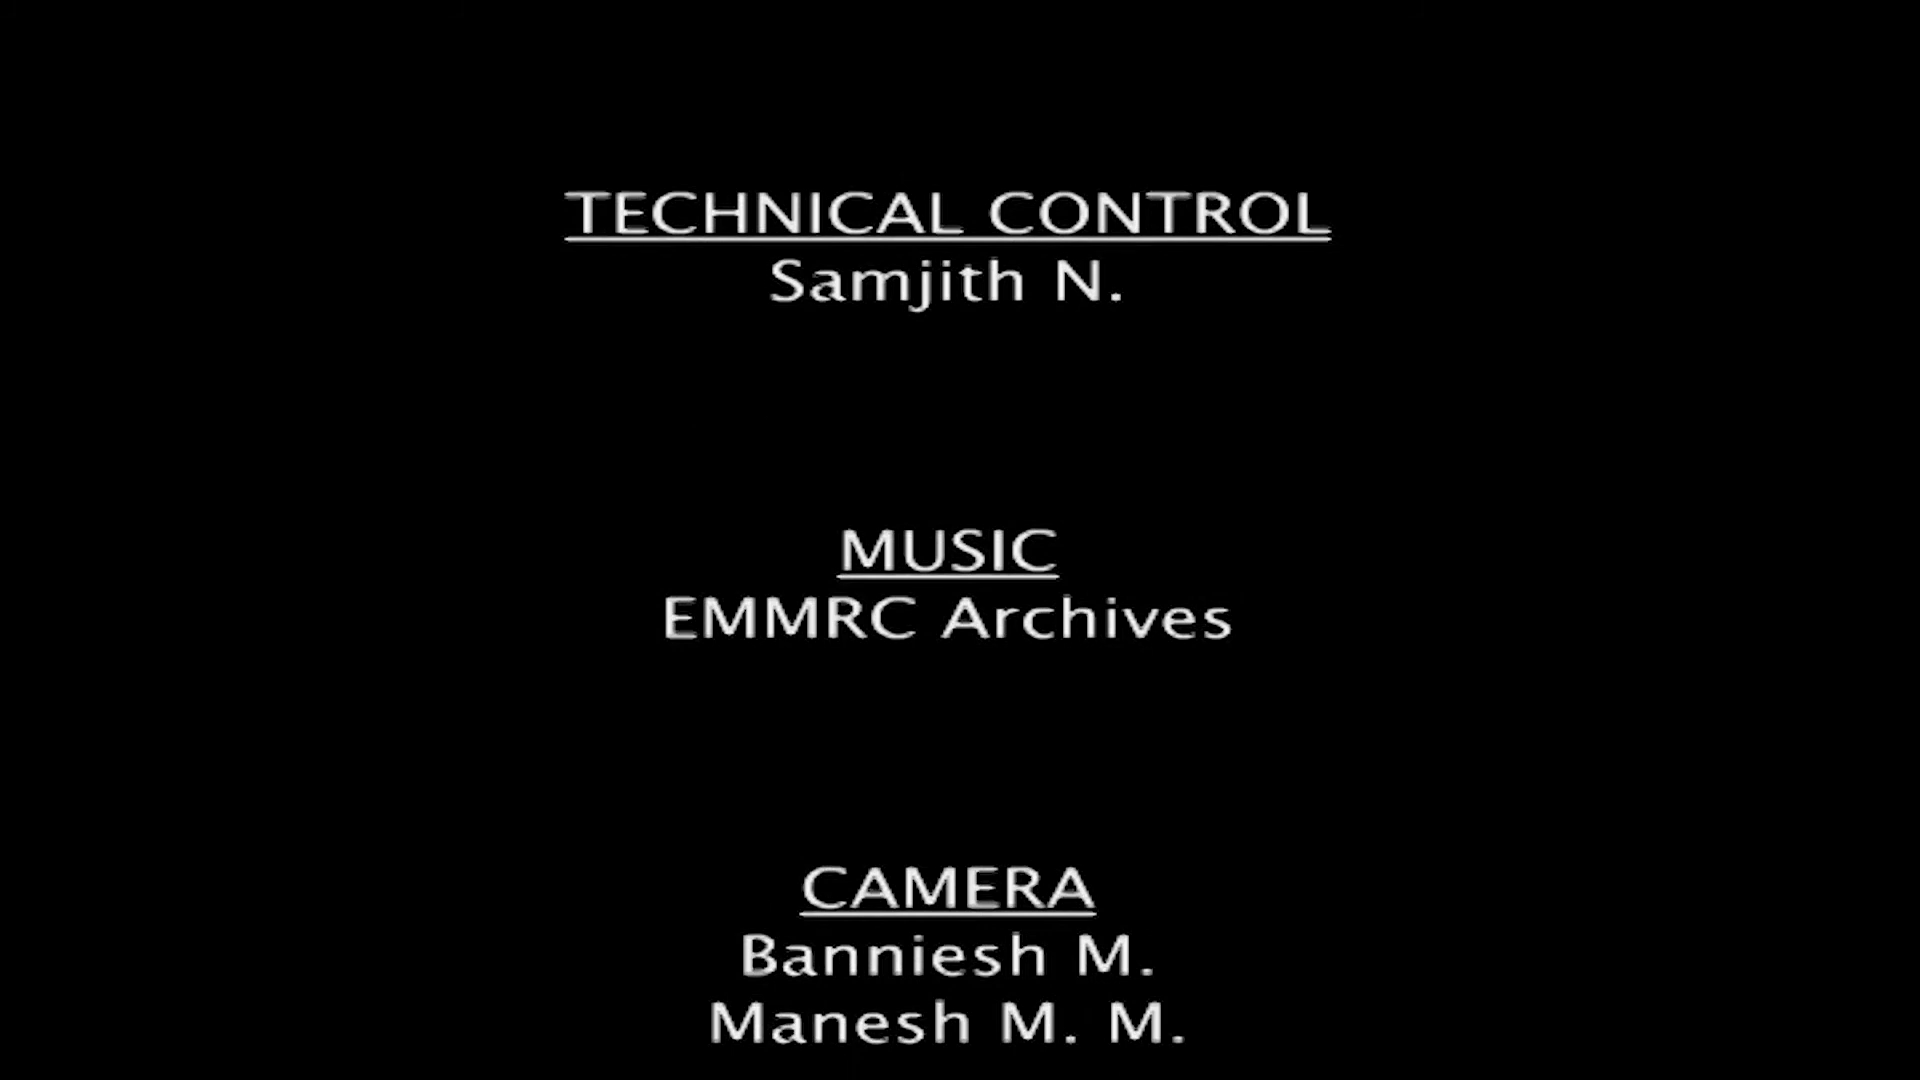 TECHNICAL CONTROL
Samjith N.
MUSIC
EMMRC Archives
CAMERA
Banniesh M.
Manesh M. M.